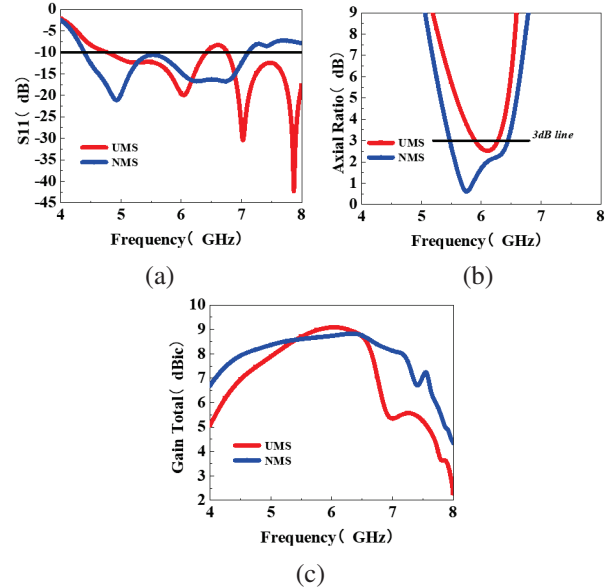 0
-5
-10
-15
-20
-25
-30
-35
-40
-45
S11( dB)
UMS
NMS
4 5 6 7 8
Frequency( GHz)
(a)
9
8
7
6
5
4
3
2
1
0
Axial Ratio( dB)
3dB line
UMS
NMS
4 5 6 7 8
Frequency( GHz)
(b)
10
9
8
7
6
5
4
3
2
Gain Total( dBic)
UMS
NMS
4 5 6 7 8
Frequency( GHz)
(c)